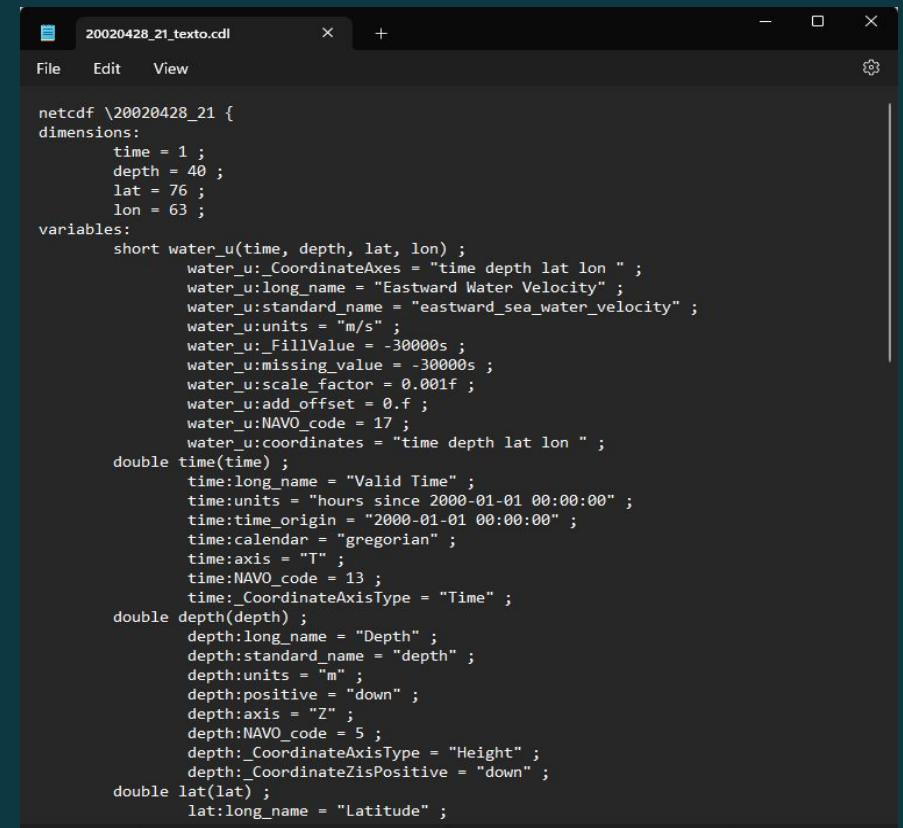 20020428_21_texto.cdl
File Edit View
netcdf \20020428_21 {
dimensions:
time = 1 ;
depth = 40 ;
lat = 76 ;
lon = 63 ;
variables:
short water_u(time, depth, lat, lon) ;
water_u:_CoordinateAxes = "time depth lat lon " ;
water_u:long_name = "Eastward Water Velocity" ;
water_u:standard_name = "eastward_sea_water_velocity" ;
water_u:units = "m/s" ;
water_u:_FillValue = -30000s ;
water_u:missing_value = -30000s ;
water_u:scale_factor = 0.001f ;
water_u:add_offset = 0.f ;
water_u:NAVO_code = 17 ;
water_u:coordinates = "time depth lat lon " ;
double time(time) ;
time:long_name = "Valid Time" ;
time:units = "hours since 2000-01-01 00:00:00" ;
time:time_origin = "2000-01-01 00:00:00" ;
time:calendar = "gregorian" ;
time:axis = "T" ;
time:NAVO_code = 13 ;
time:_CoordinateAxisType = "Time" ;
double depth(depth) ;
depth:long_name = "Depth" ;
depth:standard_name = "depth" ;
depth:units = "m" ;
depth:positive = "down" ;
depth:axis = "Z" ;
depth:NAVO_code = 5 ;
depth:_CoordinateAxisType = "Height" ;
depth:_CoordinateZisPositive = "down" ;
double lat(lat) ;
lat:long_name = "Latitude" ;